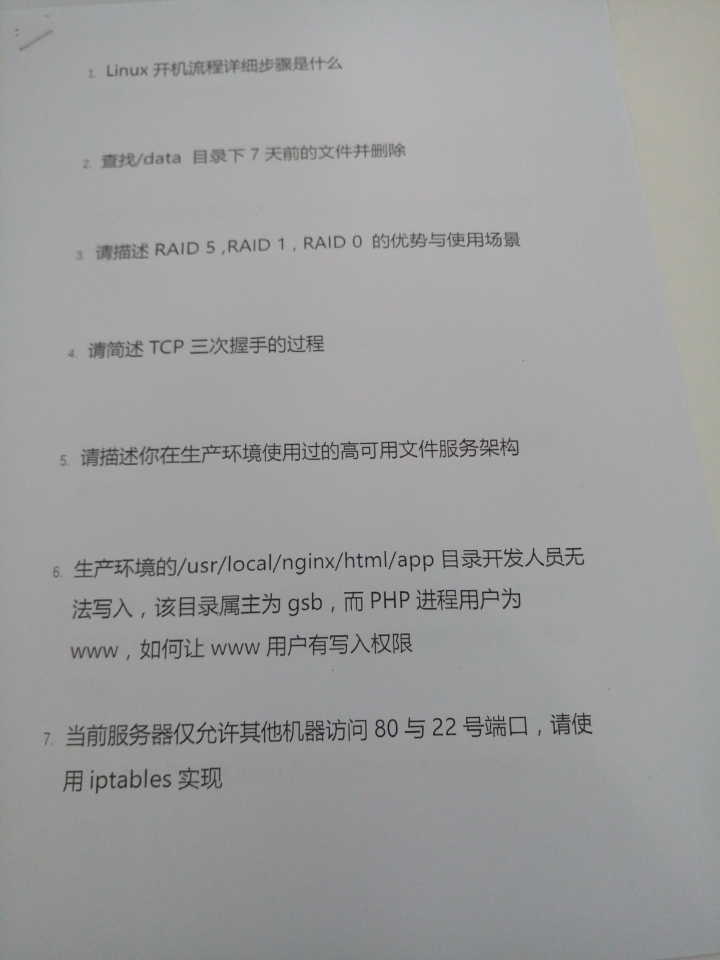 1. Linux 开机流程详细步骤是什么
2. 查找/data 目录下 7 天前的文件并删除
3. 请描述 RAID 5 ,RAID 1 , RAID 0 的优势与使用场景
4. 请简述 TCP 三次握手的过程
5. 请描述你在生产环境使用过的高可用文件服务架构
6. 生产环境的/usr/local/nginx/html/app 目录开发人员无
法写入，该目录属主为 gsb，而 PHP 进程用户为
www，如何让 www 用户有写入权限
7. 当前服务器仅允许其他机器访问 80 与 22 号端口，请使
用 iptables 实现